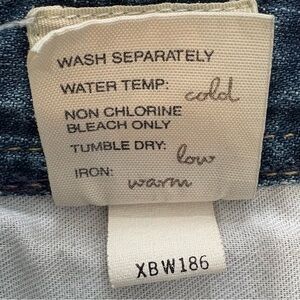 WASH SEPARATELY
WATER TEMP: cold
NON CHLORINE
BLEACH ONLY
TUMBLE DRY: low
IRON: warm
XBW186